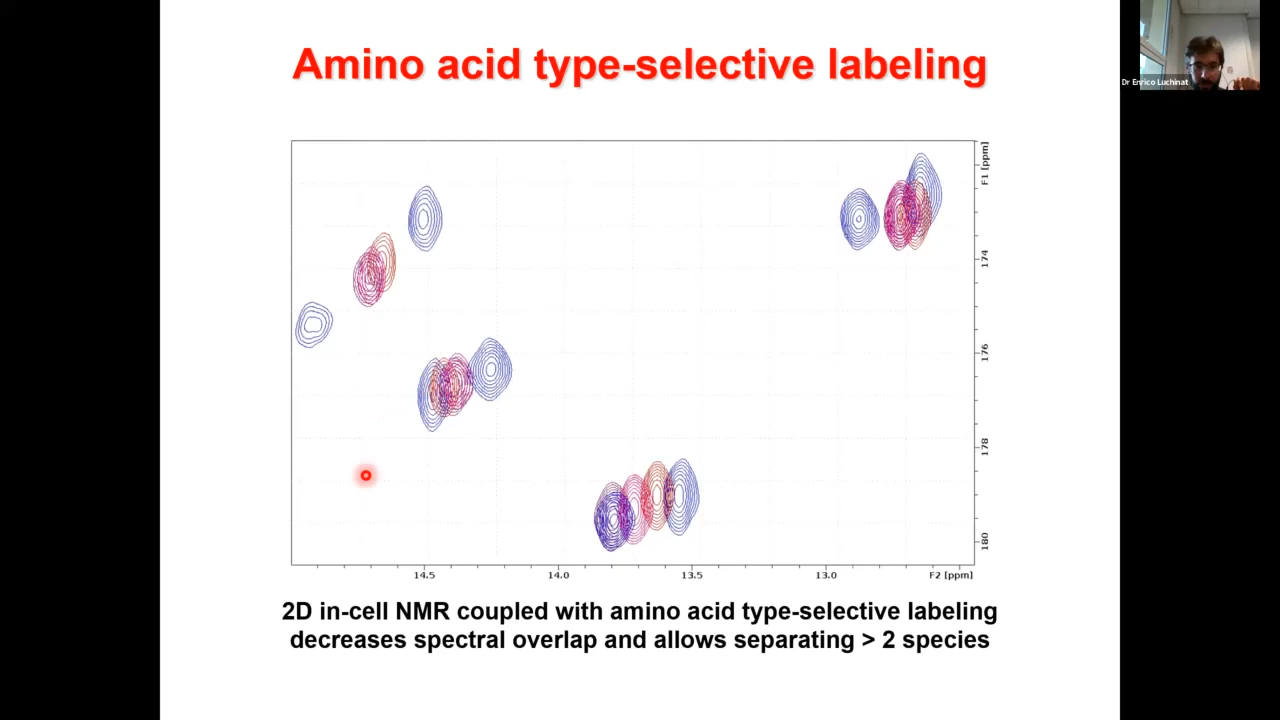 Amino acid type-selective labeling
Dr Enrico Luchinat
F1 [ppm]
174
176
178
180
14.5 14.0 13.5 13.0 F2 [ppm]
2D in-cell NMR coupled with amino acid type-selective labeling
decreases spectral overlap and allows separating > 2 species